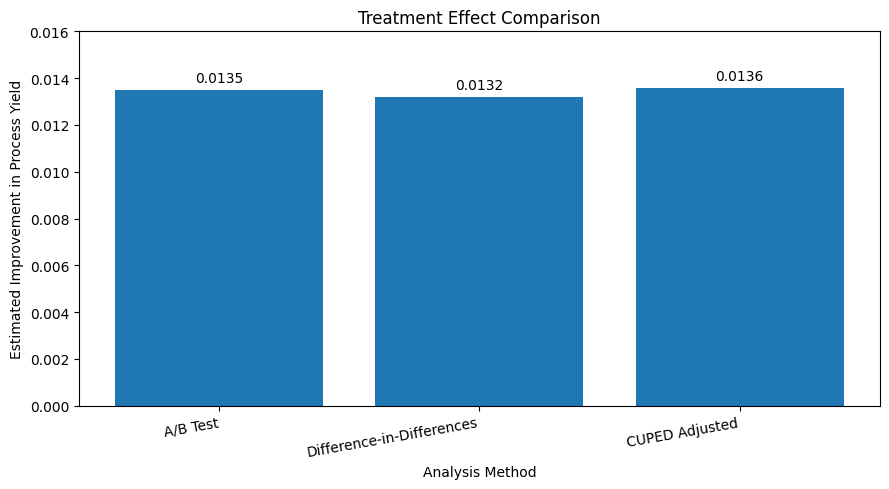 Treatment Effect Comparison
Estimated Improvement in Process Yield
0.016
0.014
0.012
0.010
0.008
0.006
0.004
0.002
0.000
0.0135
0.0132
0.0136
A/B Test
Difference-in-Differences
CUPED Adjusted
Analysis Method